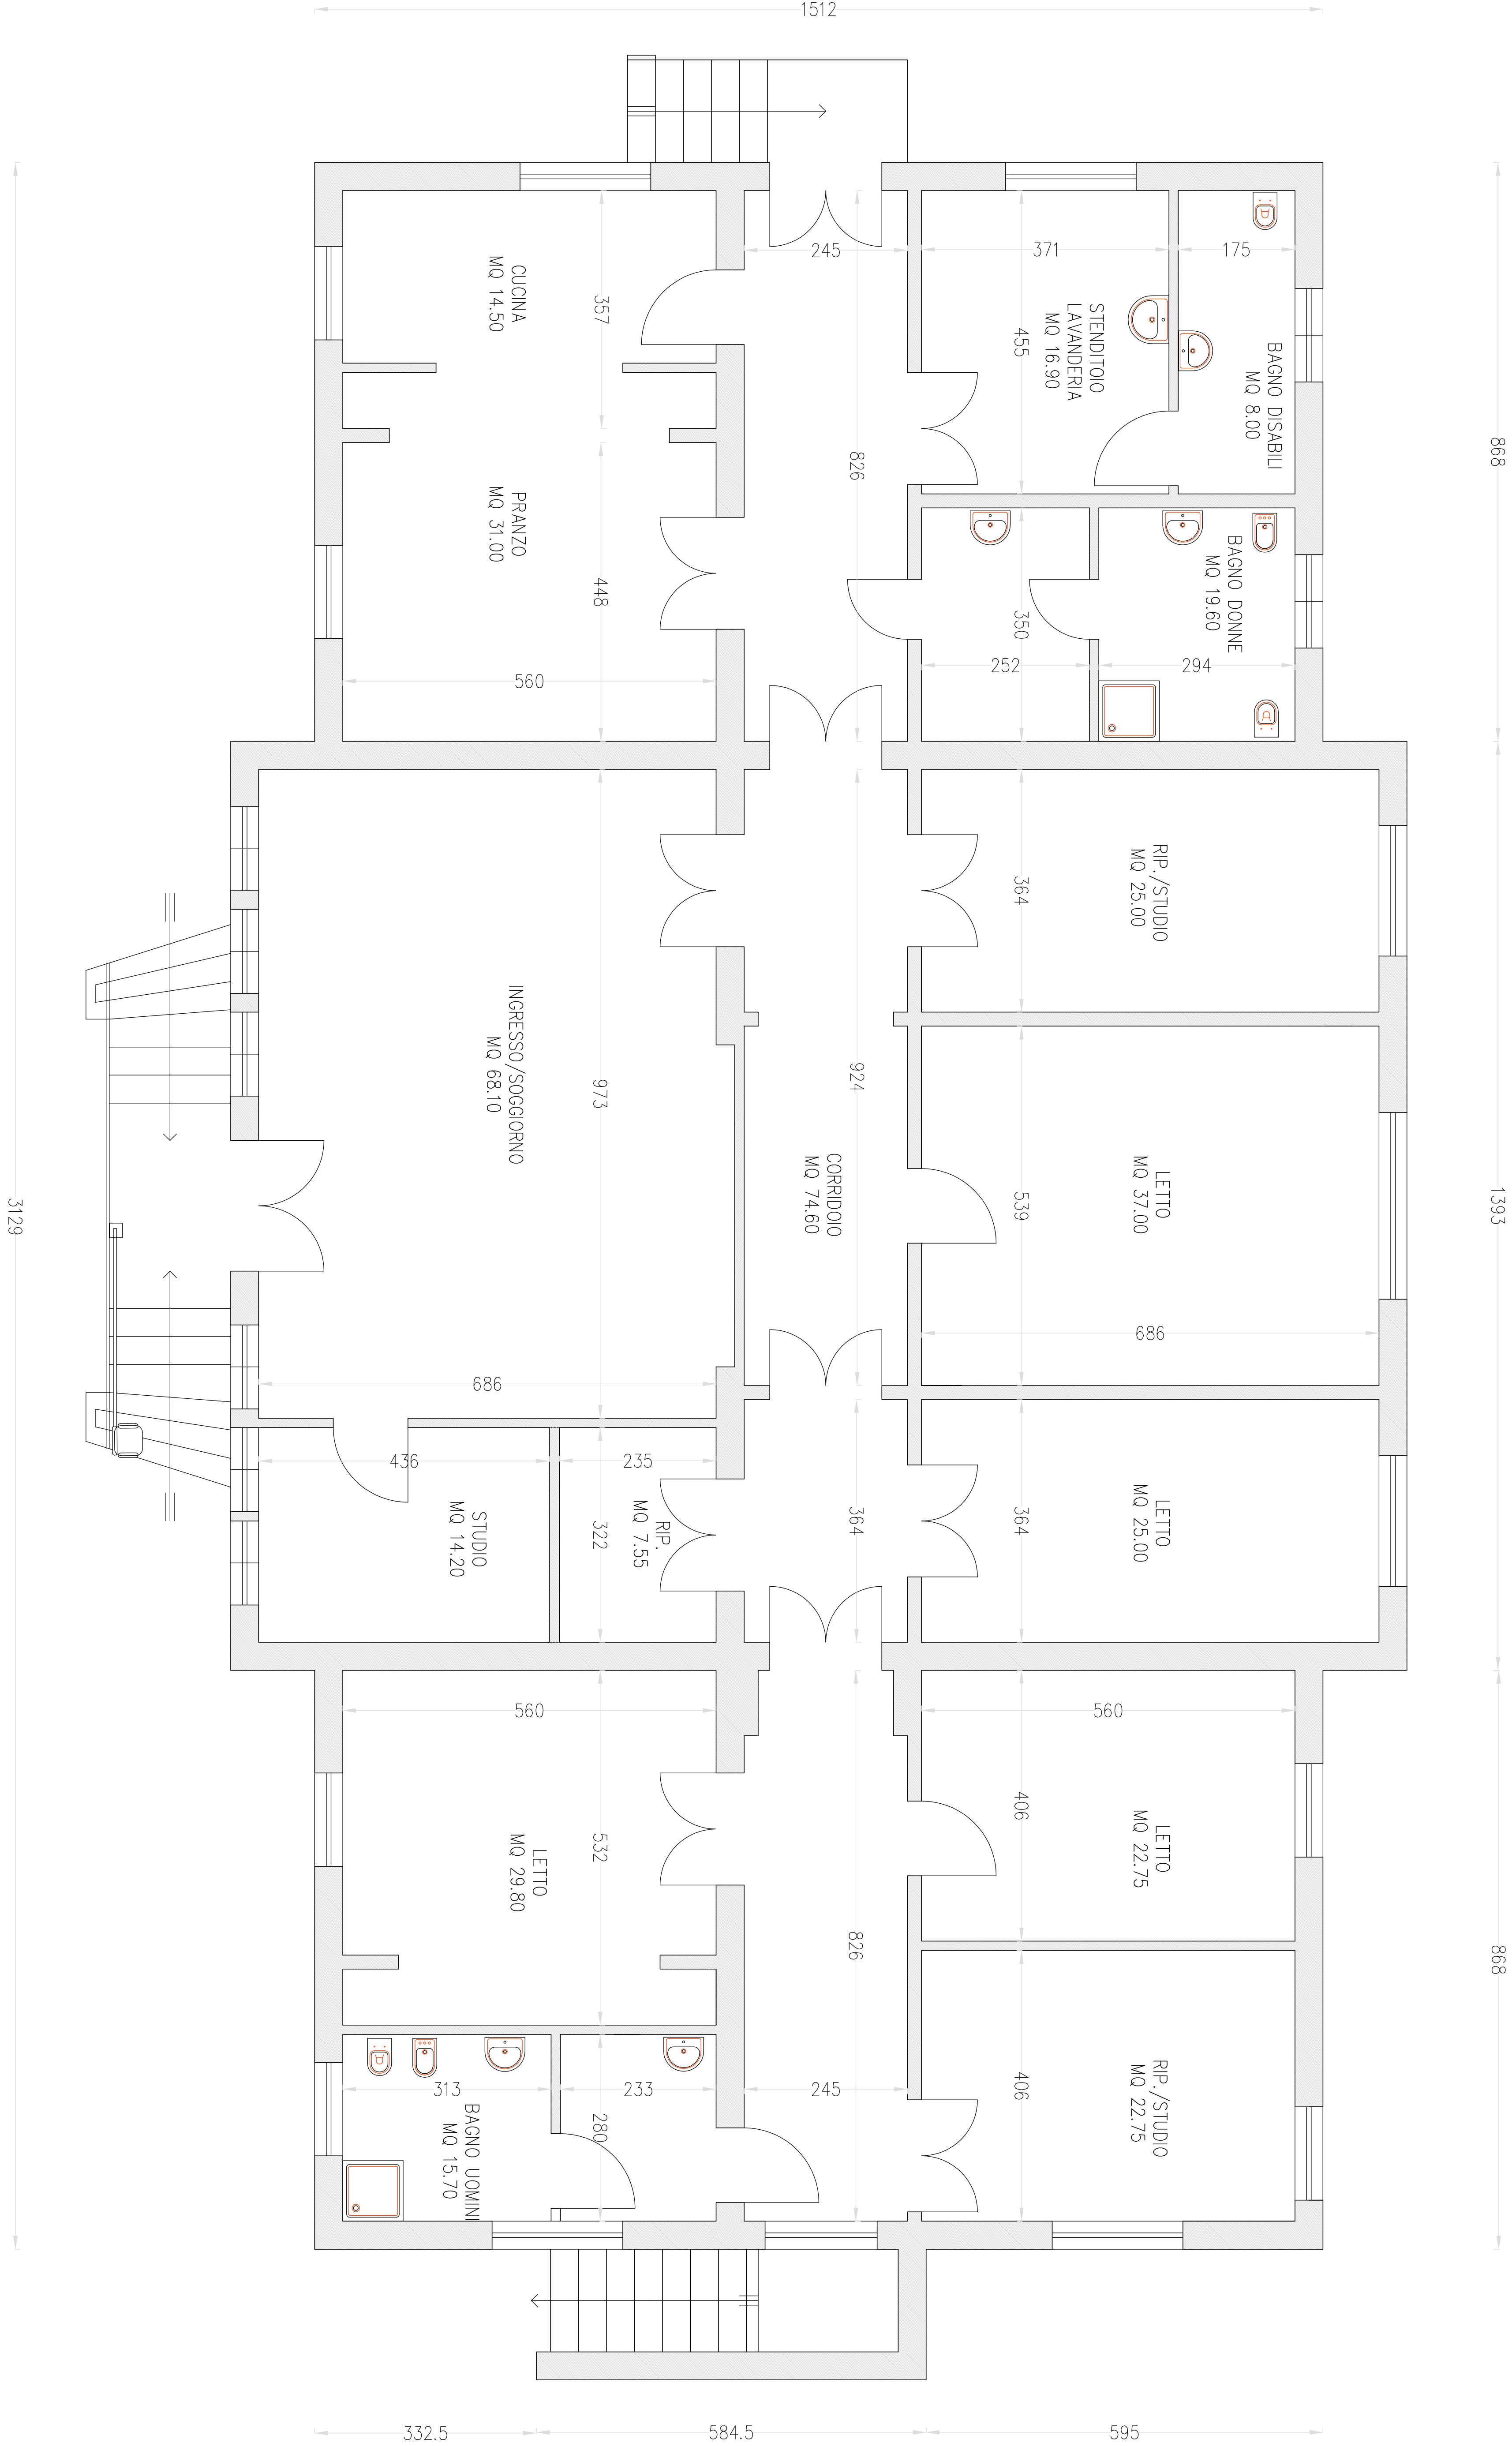 1512
CUCINA
MQ 14.50
357
245
371
455
STENDITOIO
LAVANDERIA
MQ 16.90
175
BAGNO DISABILI
MQ 8.00
868
PRANZO
MQ 31.00
448
560
826
350
252
294
BAGNO DONNE
MQ 19.60
INGRESSO/SOGGIORNO
MQ 68.10
973
686
924
CORRIDOIO
MQ 74.60
364
RIP./STUDIO
MQ 25.00
539
LETTO
MQ 37.00
686
1393
3129
436
235
STUDIO
MQ 14.20
322
RIP.
MQ 7.55
364
364
LETTO
MQ 25.00
560
LETTO
MQ 29.80
532
826
560
406
LETTO
MQ 22.75
868
313
233
280
BAGNO UOMINI
MQ 15.70
245
406
RIP./STUDIO
MQ 22.75
332.5
584.5
595